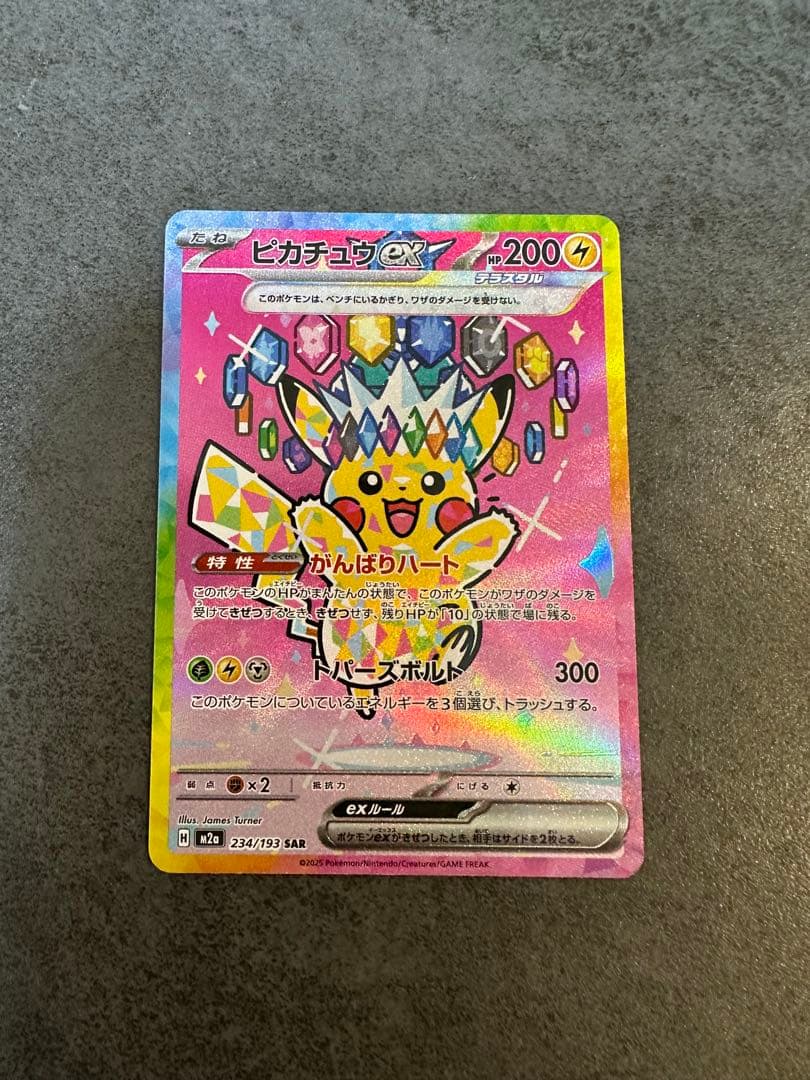 たね ピカチュウex HP200
テラスタル
このポケモンは、ベンチにいるかぎり、ワザのダメージを受けない。
特性 とくせい がんばりハート
このポケモンのHPがまんたんの状態で、このポケモンがワザのダメージを
受けてきぜつするとき、きぜつせず、残りHPが「10」の状態で場に残る。
トパーズボルト 300
このポケモンについているエネルギーを3個選び、トラッシュする。
弱点 ×2 抵抗力 にげる
exルール
ポケモンexがきぜつしたとき、相手はサイドを2枚とる。
Illus. James Turner
H m2a 234/193 SAR
©2025 Pokémon/Nintendo/Creatures/GAME FREAK.